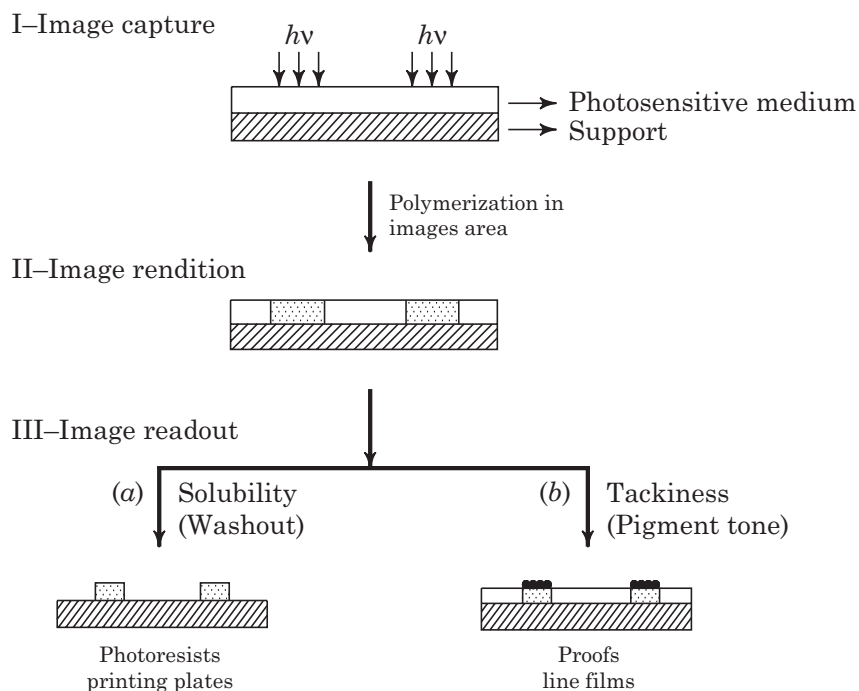 I–Image capture
hν hν
Photosensitive medium
Support
Polymerization in
images area
II–Image rendition
III–Image readout
(a) Solubility
(Washout)
(b) Tackiness
(Pigment tone)
Photoresists
printing plates
Proofs
line films